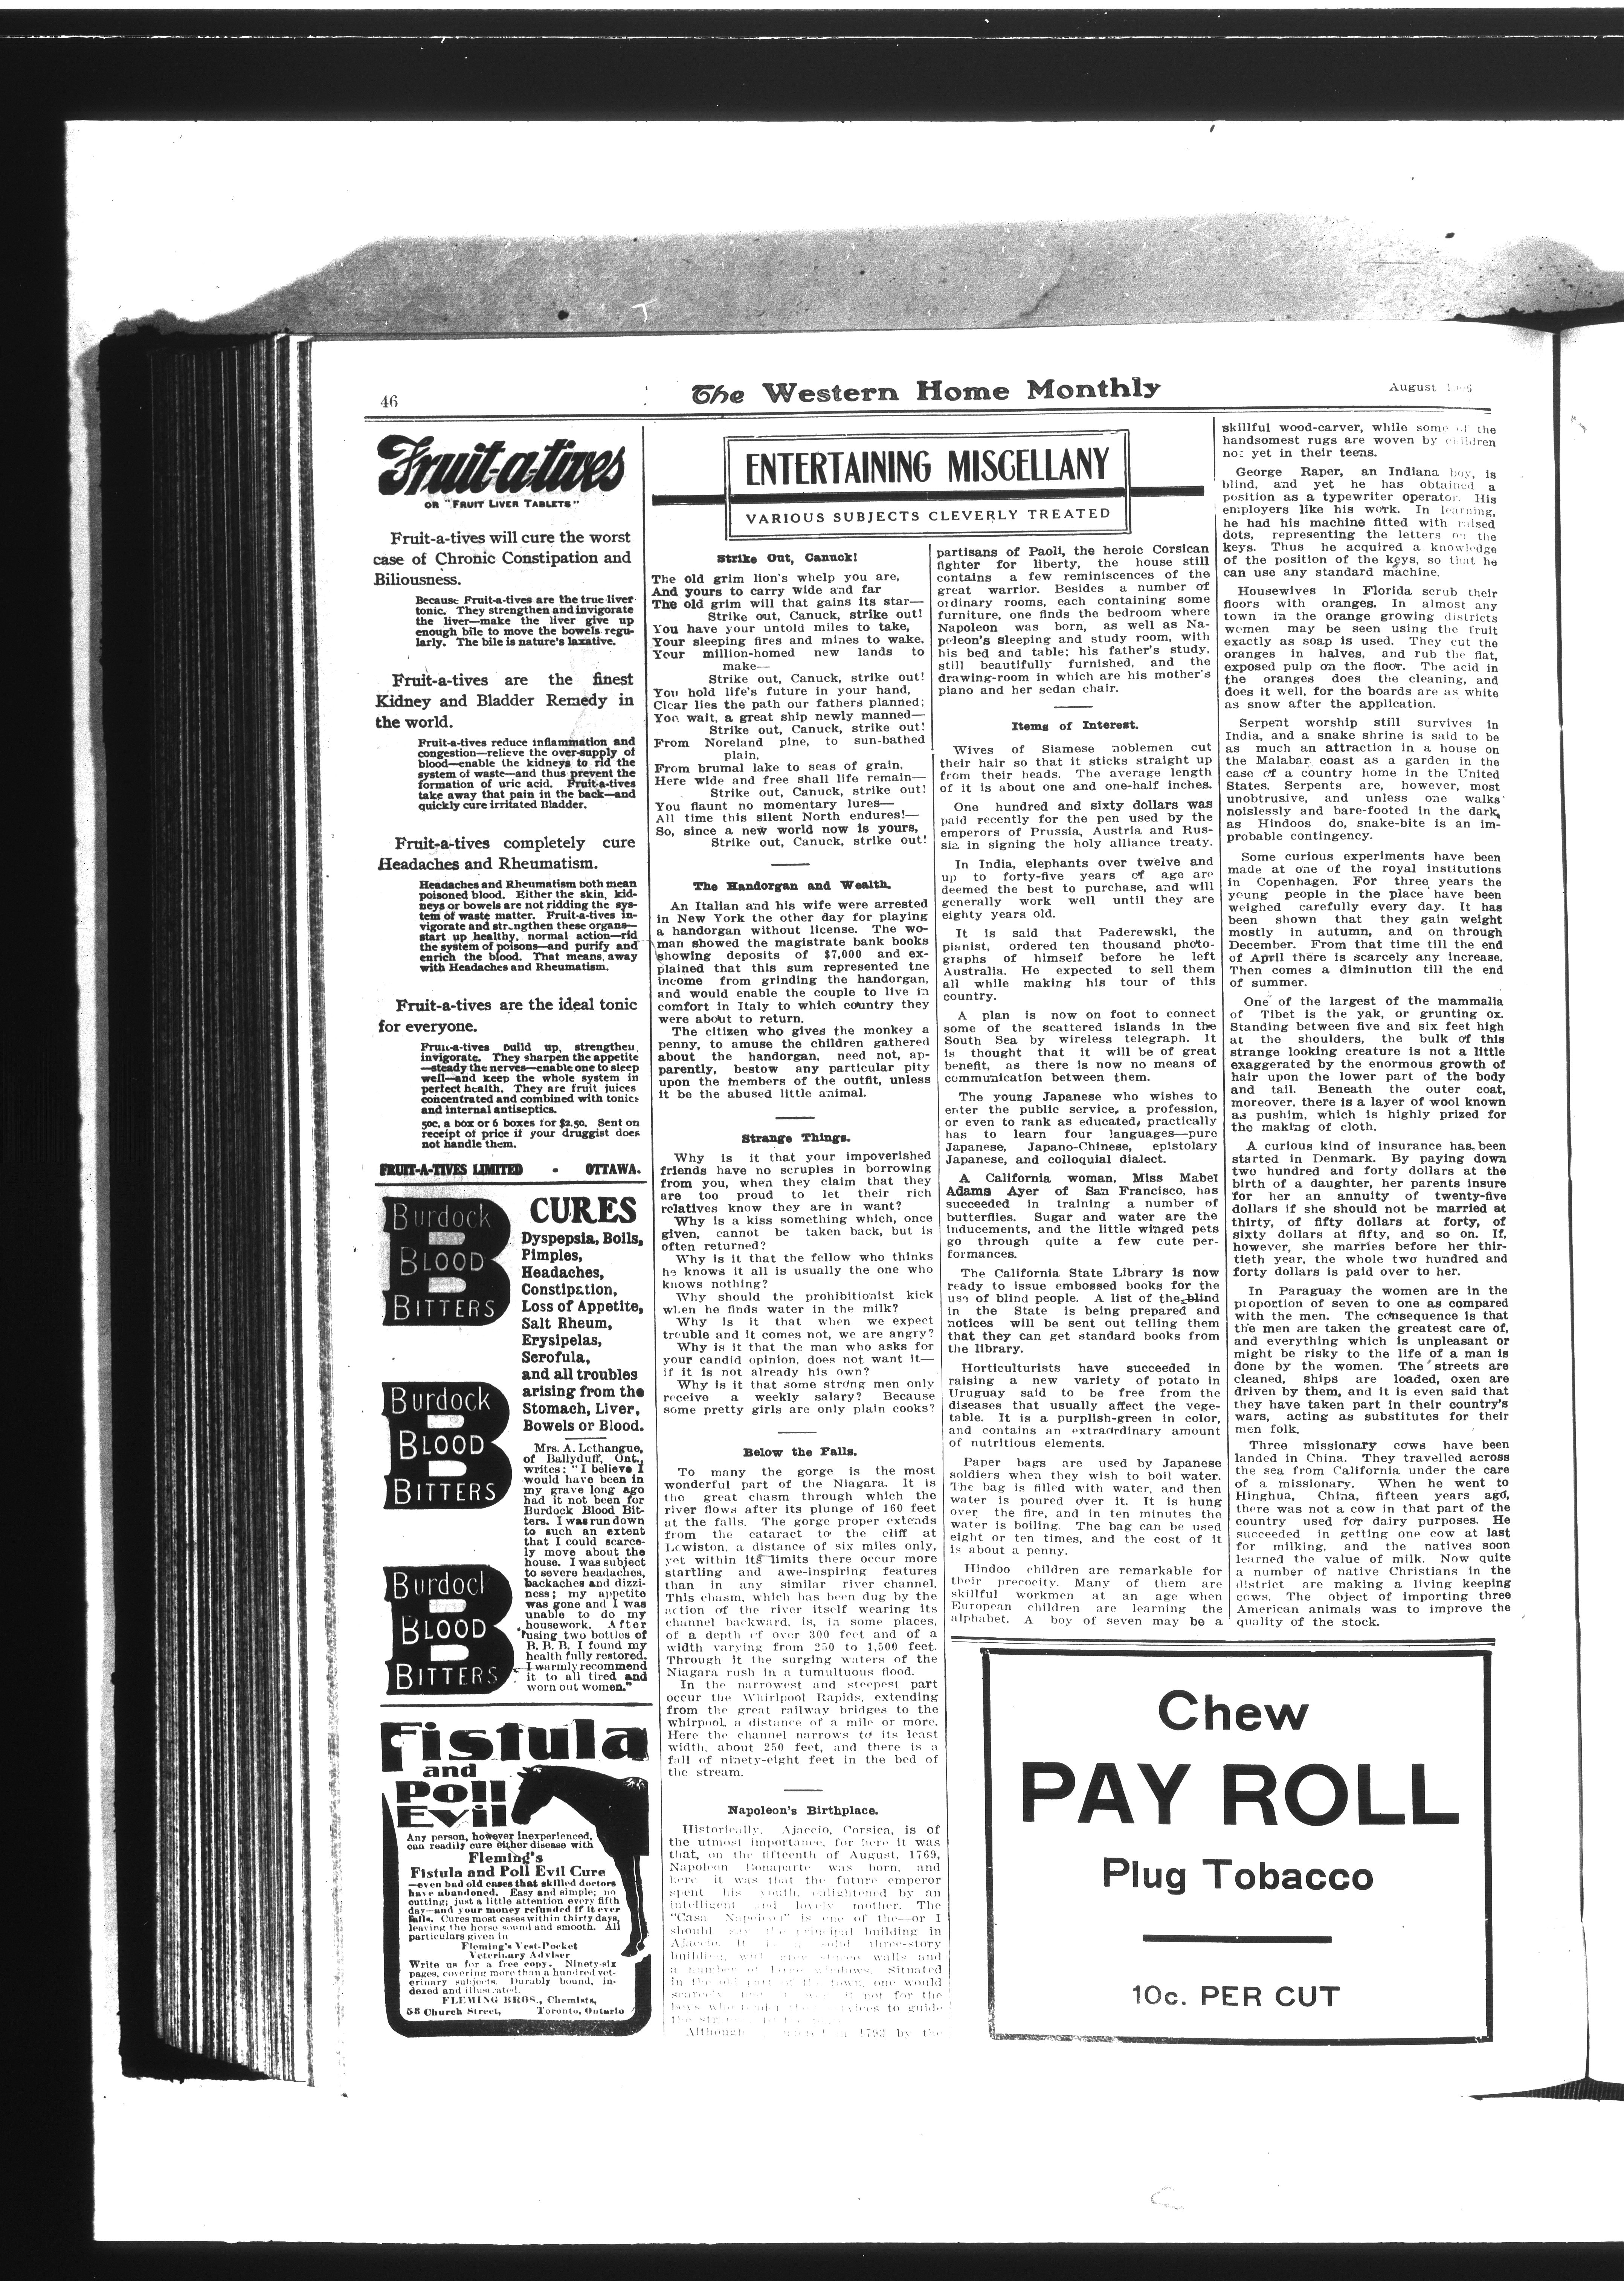 46
The Western Home Monthly
August
Fruit-a-tives
OR "FRUIT LIVER TABLETS"
Fruit-a-tives will cure the worst
case of Chronic Constipation and
Biliousness.
Because Fruit-a-tives are the true liver
tonic. They strengthen and invigorate
the liver—make the liver give up
enough bile to move the bowels regu-
larly. The bile is nature's laxative.
Fruit-a-tives are the finest
Kidney and Bladder Remedy in
the world.
Fruit-a-tives reduce inflammation and
congestion—relieve the over-supply of
blood—enable the kidneys to rid the
system of waste—and thus prevent the
formation of uric acid. Fruit-a-tives
take away that pain in the back—and
quickly cure irritated Bladder.
Fruit-a-tives completely cure
Headaches and Rheumatism.
Headaches and Rheumatism both mean
poisoned blood. Either the skin, kid-
neys or bowels are not ridding the sys-
tem of waste matter. Fruit-a-tives in-
vigorate and strengthen these organs—
start up healthy, normal action—rid
the system of poisons—and purify and
enrich the blood. That means away
with Headaches and Rheumatism.
Fruit-a-tives are the ideal tonic
for everyone.
Fruit-a-tives build up, strengthen,
invigorate. They sharpen the appetite
—steady the nerves—enable one to sleep
well—and keep the whole system in
perfect health. They are fruit juices
concentrated and combined with tonics
and internal antiseptics.
50c. a box or 6 boxes for $2.50. Sent on
receipt of price if your druggist does
not handle them.
FRUIT-A-TIVES LIMITED - OTTAWA.
Burdock
BLOOD
BITTERS
Burdock
BLOOD
BITTERS
Burdock
BLOOD
BITTERS
CURES
Dyspepsia, Boils,
Pimples,
Headaches,
Constipation,
Loss of Appetite,
Salt Rheum,
Erysipelas,
Scrofula,
and all troubles
arising from the
Stomach, Liver,
Bowels or Blood.
Mrs. A. Lethangue,
of Ballyduff, Ont.,
writes: "I believe I
would have been in
my grave long ago
had it not been for
Burdock Blood Bit-
ters. I was run down
to such an extent
that I could scarce-
ly move about the
house. I was subject
to severe headaches,
backaches and dizzi-
ness; my appetite
was gone and I was
unable to do my
housework. After
using two bottles of
B. B. B. I found my
health fully restored.
I warmly recommend
it to all tired and
worn out women."
Fistula
and
Poll
Evil
Any person, however inexperienced,
can readily cure either disease with
Fleming's
Fistula and Poll Evil Cure
—even bad old cases that skilled doctors
have abandoned. Easy and simple; no
cutting; just a little attention every fifth
day—and your money refunded if it ever
fails. Cures most cases within thirty days,
leaving the horse sound and smooth. All
particulars given in
Fleming's Vest-Pocket
Veterinary Adviser
Write us for a free copy. Ninety-six
pages, covering more than a hundred vet-
erinary subjects. Durably bound, in-
dexed and illustrated.
FLEMING BROS., Chemists,
58 Church Street, Toronto, Ontario
ENTERTAINING MISCELLANY
VARIOUS SUBJECTS CLEVERLY TREATED
Strike Out, Canuck!
The old grim lion's whelp you are,
And yours to carry wide and far
The old grim will that gains its star—
Strike out, Canuck, strike out!
You have your untold miles to take,
Your sleeping fires and mines to wake.
Your million-homed new lands to
make—
Strike out, Canuck, strike out!
You hold life's future in your hand,
Clear lies the path our fathers planned;
You wait, a great ship newly manned—
Strike out, Canuck, strike out!
From Noreland pine, to sun-bathed
plain,
From brumal lake to seas of grain,
Here wide and free shall life remain—
Strike out, Canuck, strike out!
You flaunt no momentary lures—
All time this silent North endures!—
So, since a new world now is yours,
Strike out, Canuck, strike out!
The Handorgan and Wealth.
An Italian and his wife were arrested
in New York the other day for playing
a handorgan without license. The wo-
man showed the magistrate bank books
showing deposits of $7,000 and ex-
plained that this sum represented tne
income from grinding the handorgan,
and would enable the couple to live in
comfort in Italy to which country they
were about to return.
The citizen who gives the monkey a
penny, to amuse the children gathered
about the handorgan, need not, ap-
parently, bestow any particular pity
upon the members of the outfit, unless
it be the abused little animal.
Strange Things.
Why is it that your impoverished
friends have no scruples in borrowing
from you, when they claim that they
are too proud to let their rich
relatives know they are in want?
Why is a kiss something which, once
given, cannot be taken back, but is
often returned?
Why is it that the fellow who thinks
he knows it all is usually the one who
knows nothing?
Why should the prohibitionist kick
when he finds water in the milk?
Why is it that when we expect
trouble and it comes not, we are angry?
Why is it that the man who asks for
your candid opinion, does not want it—
if it is not already his own?
Why is it that some strong men only
receive a weekly salary? Because
some pretty girls are only plain cooks?
Below the Falls.
To many the gorge is the most
wonderful part of the Niagara. It is
the great chasm through which the
river flows after its plunge of 160 feet
at the falls. The gorge proper extends
from the cataract to the cliff at
Lewiston, a distance of six miles only,
yet within its limits there occur more
startling and awe-inspiring features
than in any similar river channel.
This chasm, which has been dug by the
action of the river itself wearing its
channel backward, is, in some places,
of a depth of over 300 feet and of a
width varying from 250 to 1,500 feet.
Through it the surging waters of the
Niagara rush in a tumultuous flood.
In the narrowest and steepest part
occur the Whirlpool Rapids, extending
from the great railway bridges to the
whirpool, a distance of a mile or more.
Here the channel narrows to its least
width, about 250 feet, and there is a
fall of ninety-eight feet in the bed of
the stream.
Napoleon's Birthplace.
Historically, Ajaccio, Corsica, is of
the utmost importance, for here it was
that, on the fifteenth of August, 1769,
Napoleon Bonaparte was born, and
here it was that the future emperor
spent his youth, enlightened by an
intelligent and lovely mother. The
"Casa Napoleon" is one of the—or I
should say the principal building in
Ajaccio. It is a solid three-story
building, with grey stone walls and
a number of large windows. Situated
in the old part of the town, one would
scarcely it not for the
boys who services to guide
the
Although in 1793 by the
partisans of Paoli, the heroic Corsican
fighter for liberty, the house still
contains a few reminiscences of the
great warrior. Besides a number of
ordinary rooms, each containing some
furniture, one finds the bedroom where
Napoleon was born, as well as Na-
poleon's sleeping and study room, with
his bed and table; his father's study,
still beautifully furnished, and the
drawing-room in which are his mother's
piano and her sedan chair.
Items of Interest.
Wives of Siamese noblemen cut
their hair so that it sticks straight up
from their heads. The average length
of it is about one and one-half inches.
One hundred and sixty dollars was
paid recently for the pen used by the
emperors of Prussia, Austria and Rus-
sia in signing the holy alliance treaty.
In India, elephants over twelve and
up to forty-five years of age are
deemed the best to purchase, and will
generally work well until they are
eighty years old.
It is said that Paderewski, the
pianist, ordered ten thousand photo-
graphs of himself before he left
Australia. He expected to sell them
all while making his tour of this
country.
A plan is now on foot to connect
some of the scattered islands in the
South Sea by wireless telegraph. It
is thought that it will be of great
benefit, as there is now no means of
communication between them.
The young Japanese who wishes to
enter the public service, a profession,
or even to rank as educated, practically
has to learn four languages—pure
Japanese, Japano-Chinese, epistolary
Japanese, and colloquial dialect.
A California woman, Miss Mabel
Adams Ayer of San Francisco, has
succeeded in training a number of
butterflies. Sugar and water are the
inducements, and the little winged pets
go through quite a few cute per-
formances.
The California State Library is now
ready to issue embossed books for the
use of blind people. A list of the blind
in the State is being prepared and
notices will be sent out telling them
that they can get standard books from
the library.
Horticulturists have succeeded in
raising a new variety of potato in
Uruguay said to be free from the
diseases that usually affect the vege-
table. It is a purplish-green in color,
and contains an extraordinary amount
of nutritious elements.
Paper bags are used by Japanese
soldiers when they wish to boil water.
The bag is filled with water, and then
water is poured over it. It is hung
over the fire, and in ten minutes the
water is boiling. The bag can be used
eight or ten times, and the cost of it
is about a penny.
Hindoo children are remarkable for
their precocity. Many of them are
skillful workmen at an age when
European children are learning the
alphabet. A boy of seven may be a
skillful wood-carver, while some of the
handsomest rugs are woven by children
not yet in their teens.
George Raper, an Indiana boy, is
blind, and yet he has obtained a
position as a typewriter operator. His
employers like his work. In learning,
he had his machine fitted with raised
dots, representing the letters on the
keys. Thus he acquired a knowledge
of the position of the keys, so that he
can use any standard machine.
Housewives in Florida scrub their
floors with oranges. In almost any
town in the orange growing districts
women may be seen using the fruit
exactly as soap is used. They cut the
oranges in halves, and rub the flat,
exposed pulp on the floor. The acid in
the oranges does the cleaning, and
does it well, for the boards are as white
as snow after the application.
Serpent worship still survives in
India, and a snake shrine is said to be
as much an attraction in a house on
the Malabar coast as a garden in the
case of a country home in the United
States. Serpents are, however, most
unobtrusive, and unless one walks
noislessly and bare-footed in the dark,
as Hindoos do, snake-bite is an im-
probable contingency.
Some curious experiments have been
made at one of the royal institutions
in Copenhagen. For three years the
young people in the place have been
weighed carefully every day. It has
been shown that they gain weight
mostly in autumn, and on through
December. From that time till the end
of April there is scarcely any increase.
Then comes a diminution till the end
of summer.
One of the largest of the mammalia
of Tibet is the yak, or grunting ox.
Standing between five and six feet high
at the shoulders, the bulk of this
strange looking creature is not a little
exaggerated by the enormous growth of
hair upon the lower part of the body
and tail. Beneath the outer coat,
moreover, there is a layer of wool known
as pushim, which is highly prized for
the making of cloth.
A curious kind of insurance has been
started in Denmark. By paying down
two hundred and forty dollars at the
birth of a daughter, her parents insure
for her an annuity of twenty-five
dollars if she should not be married at
thirty, of fifty dollars at forty, of
sixty dollars at fifty, and so on. If,
however, she marries before her thir-
tieth year, the whole two hundred and
forty dollars is paid over to her.
In Paraguay the women are in the
proportion of seven to one as compared
with the men. The consequence is that
the men are taken the greatest care of,
and everything which is unpleasant or
might be risky to the life of a man is
done by the women. The streets are
cleaned, ships are loaded, oxen are
driven by them, and it is even said that
they have taken part in their country's
wars, acting as substitutes for their
men folk.
Three missionary cows have been
landed in China. They travelled across
the sea from California under the care
of a missionary. When he went to
Hinghua, China, fifteen years ago,
there was not a cow in that part of the
country used for dairy purposes. He
succeeded in getting one cow at last
for milking, and the natives soon
learned the value of milk. Now quite
a number of native Christians in the
district are making a living keeping
cows. The object of importing three
American animals was to improve the
quality of the stock.
Chew
PAY ROLL
Plug Tobacco
10c. PER CUT